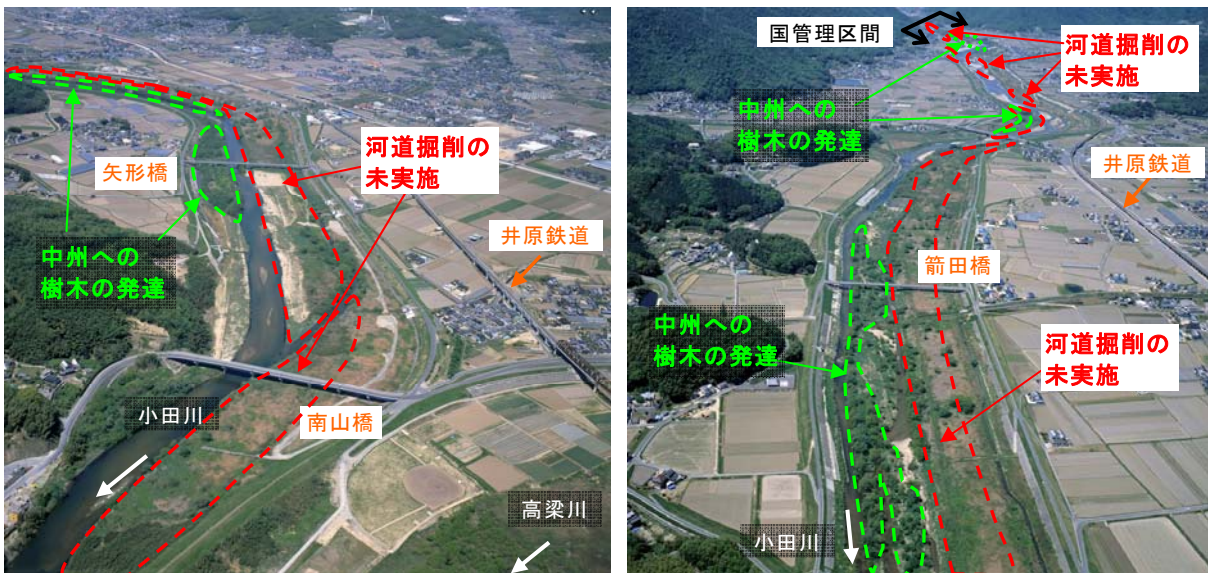 河道掘削の
未実施
矢形橋
井原鉄道
中州への
樹木の発達
小田川
南山橋
高梁川
国管理区間
河道掘削の
未実施
中州への
樹木の発達
井原鉄道
箭田橋
中州への
樹木の発達
河道掘削の
未実施
小田川